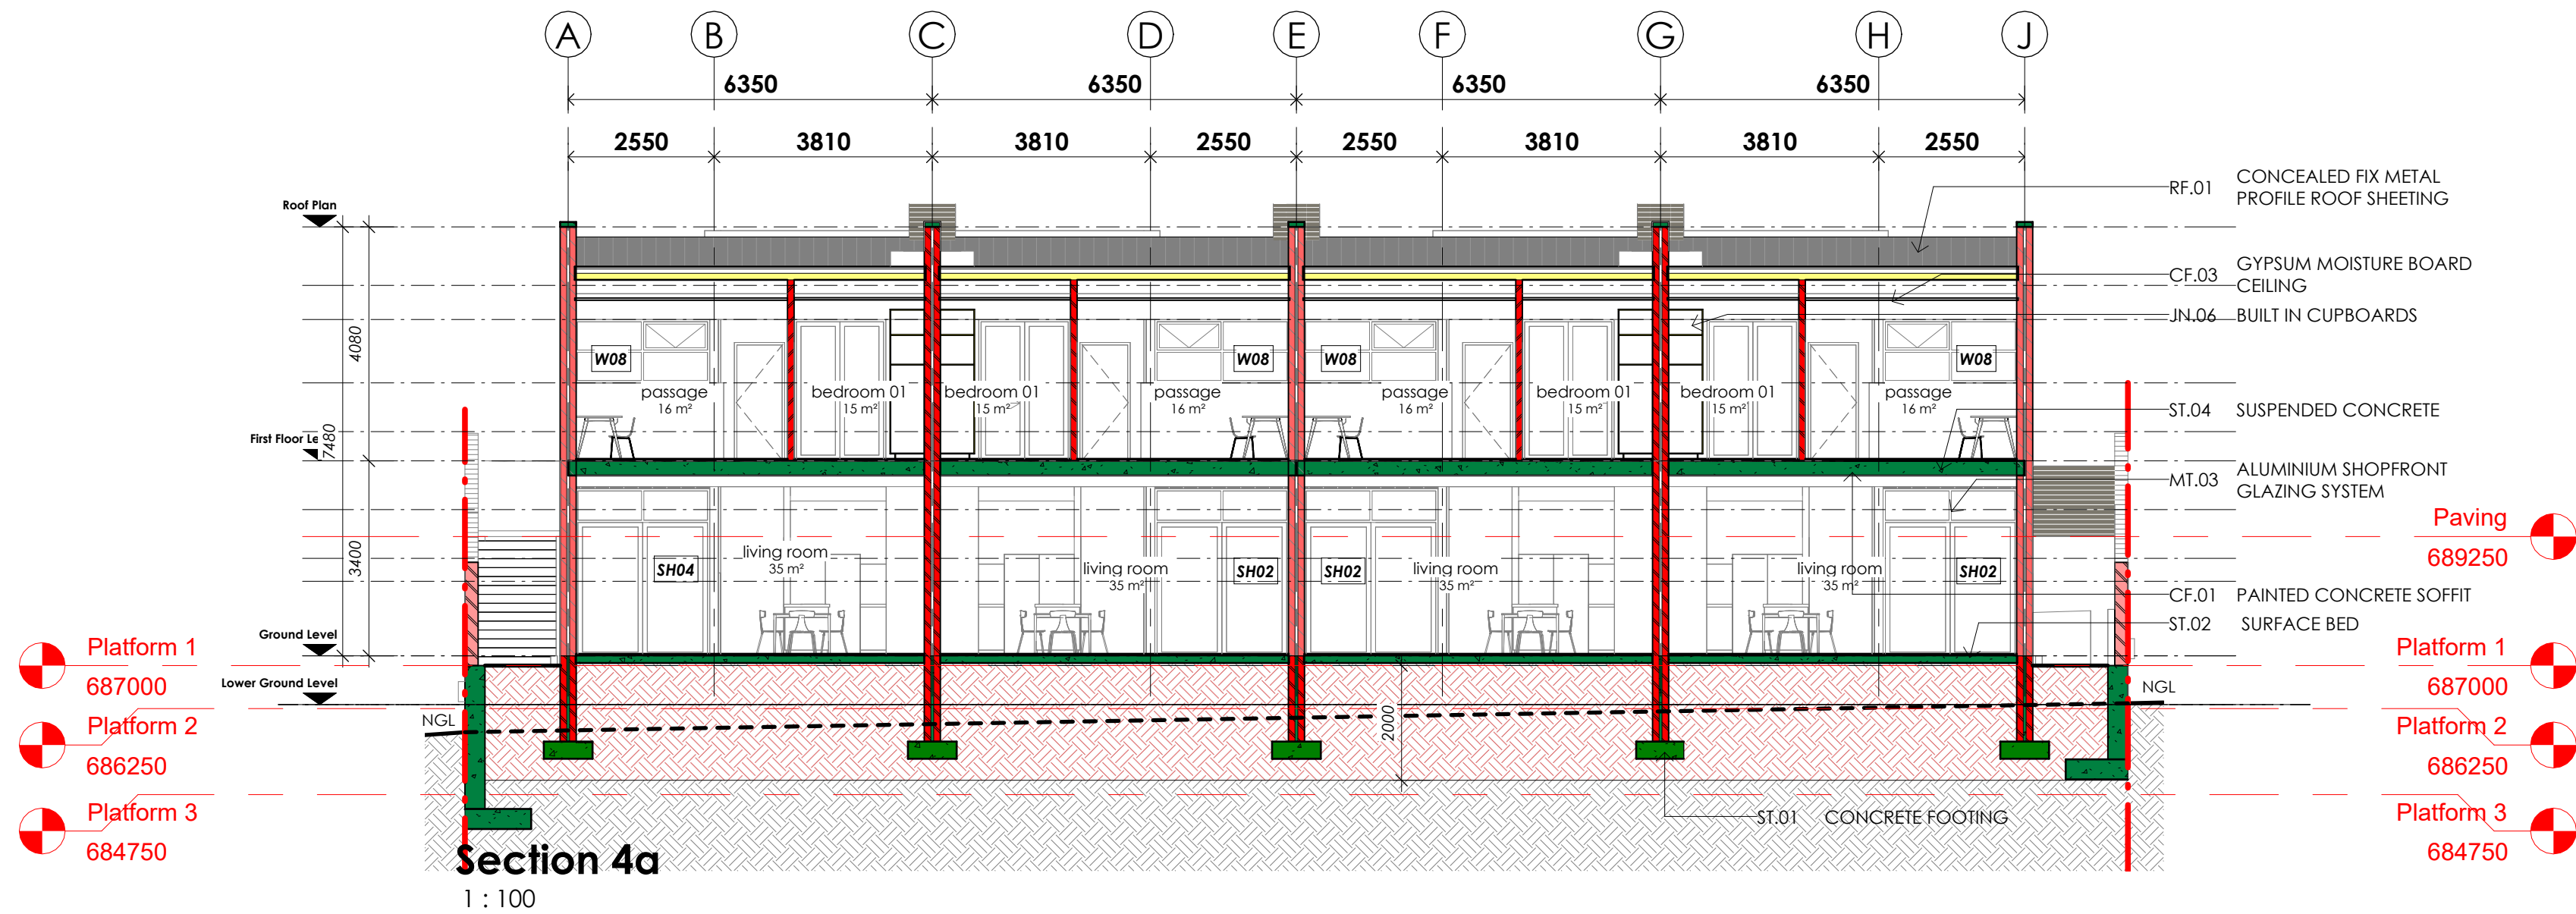 A B C D E F G H J
6350 6350 6350 6350
2550 3810 3810 2550 2550 3810 3810 2550
RF.01 CONCEALED FIX METAL
PROFILE ROOF SHEETING
Roof Plan
CF.03 GYPSUM MOISTURE BOARD
CEILING
JN.06 BUILT IN CUPBOARDS
4080
W08 W08 W08 W08
passage bedroom 01 bedroom 01 passage passage bedroom 01 bedroom 01 passage
16 m² 15 m² 15 m² 16 m² 16 m² 15 m² 15 m² 16 m²
ST.04 SUSPENDED CONCRETE
First Floor Le
7480
MT.03 ALUMINIUM SHOPFRONT
GLAZING SYSTEM
Paving
689250
3400
living room living room living room living room
35 m² 35 m² 35 m² 35 m²
SH04 SH02 SH02 SH02
CF.01 PAINTED CONCRETE SOFFIT
ST.02 SURFACE BED
Ground Level
Platform 1 Platform 1
687000 687000
Lower Ground Level
NGL NGL
Platform 2 Platform 2
686250 686250
2000
Platform 3 Platform 3
684750 684750
ST.01 CONCRETE FOOTING
Section 4a
1 : 100